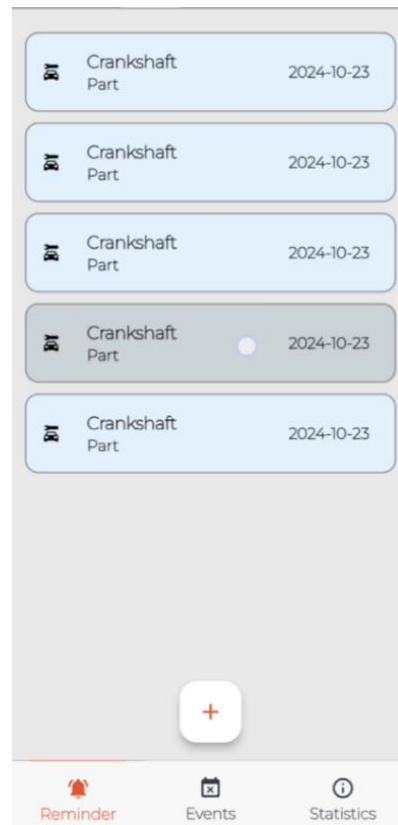 Crankshaft
Part
2024-10-23
Crankshaft
Part
2024-10-23
Crankshaft
Part
2024-10-23
Crankshaft
Part
2024-10-23
Crankshaft
Part
2024-10-23
+
Reminder
Events
Statistics